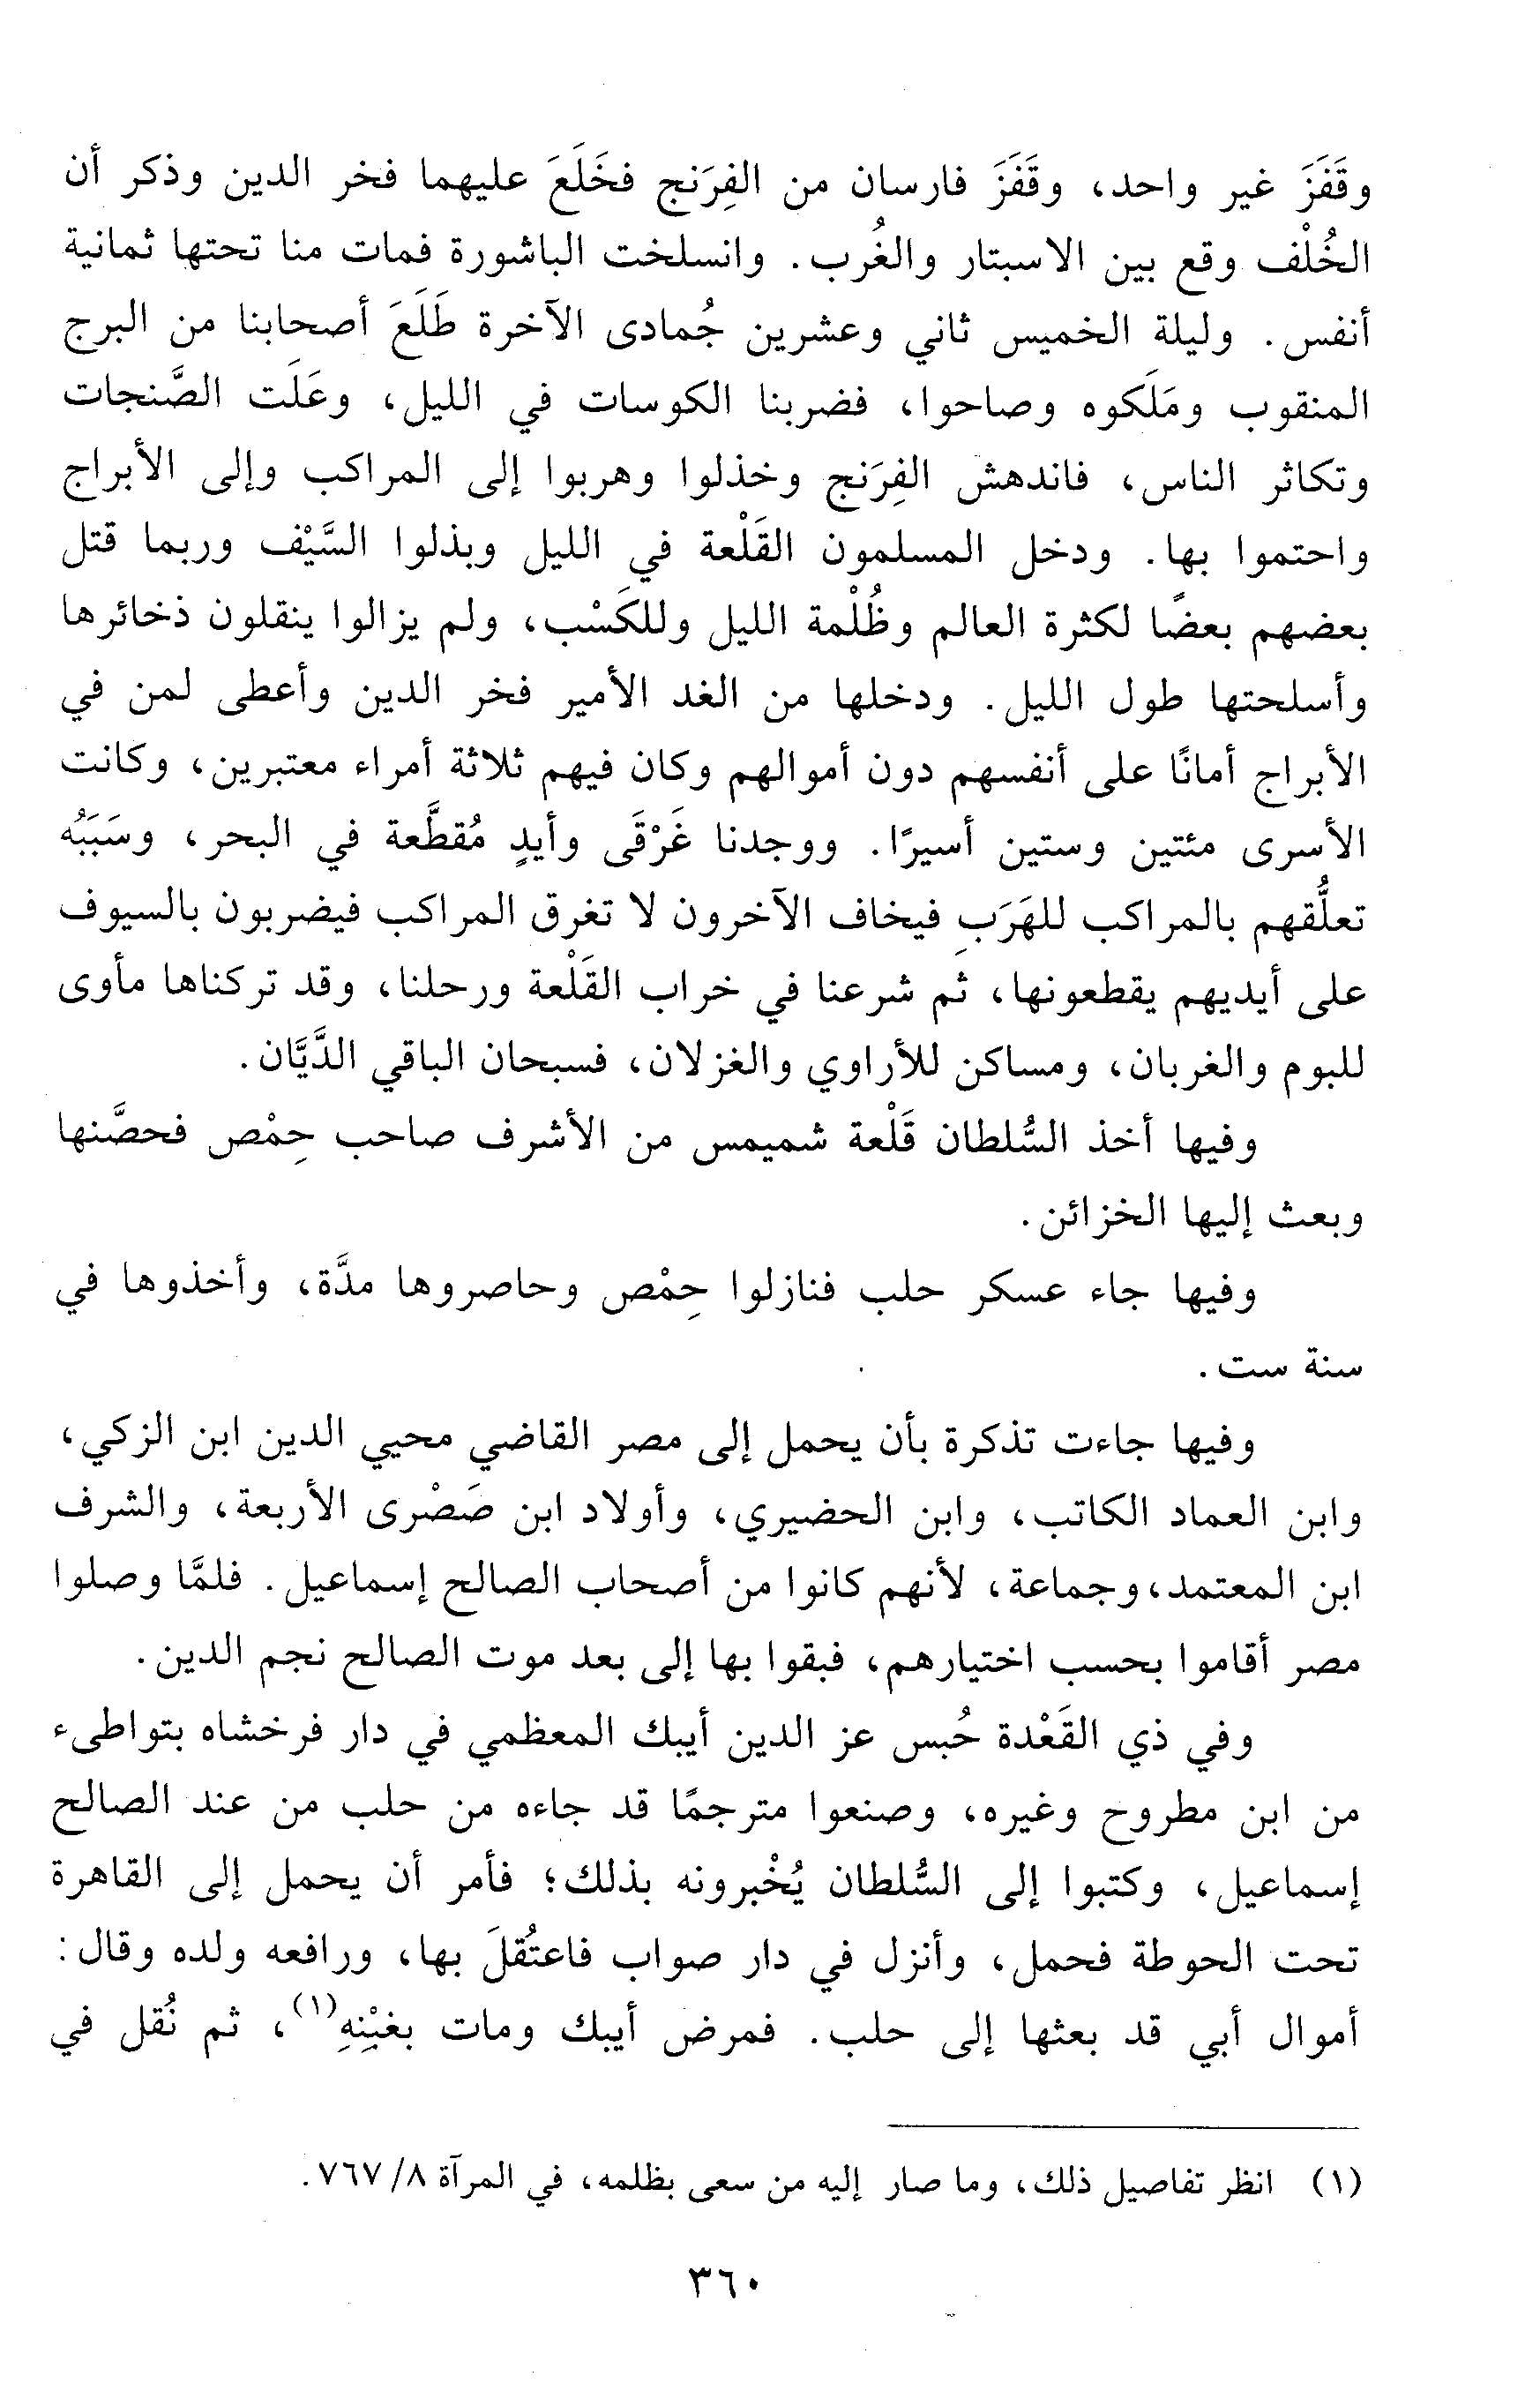 وقَفَزَ غير واحد، وقَفَزَ فارسان من الفِرَنج فخَلَعَ عليهما فخر الدين وذكر أن
الخُلْف وقع بين الاسبتار والغُرب. وانسلخت الباشورة فمات منا تحتها ثمانية
أنفس. وليلة الخميس ثاني وعشرين جُمادى الآخرة طَلَعَ أصحابنا من البرج
المنقوب ومَلَكوه وصاحوا، فضربنا الكوسات في الليل، وعَلَت الصَّنجات
وتكاثر الناس، فاندهش الفِرَنج وخذلوا وهربوا إلى المراكب وإلى الأبراج
واحتموا بها. ودخل المسلمون القَلْعة في الليل وبذلوا السَّيْف وربما قتل
بعضهم بعضًا لكثرة العالم وظُلْمة الليل وللكَسْب، ولم يزالوا ينقلون ذخائرها
وأسلحتها طول الليل. ودخلها من الغد الأمير فخر الدين وأعطى لمن في
الأبراج أمانًا على أنفسهم دون أموالهم وكان فيهم ثلاثة أمراء معتبرين، وكانت
الأسرى مئتين وستين أسيرًا. ووجدنا غَرْقَى وأيدٍ مُقطَّعة في البحر، وسَبَبُه
تعلُّقهم بالمراكب للهَرَبِ فيخاف الآخرون لا تغرق المراكب فيضربون بالسيوف
على أيديهم يقطعونها، ثم شرعنا في خراب القَلْعة ورحلنا، وقد تركناها مأوى
للبوم والغربان، ومساكن للأراوي والغزلان، فسبحان الباقي الدَّيَّان.
وفيها أخذ السُّلطان قَلْعة شميمس من الأشرف صاحب حِمْص فحصَّنها
وبعث إليها الخزائن.
وفيها جاء عسكر حلب فنازلوا حِمْص وحاصروها مدَّة، وأخذوها في
سنة ست.
وفيها جاءت تذكرة بأن يحمل إلى مصر القاضي محيي الدين ابن الزكي،
وابن العماد الكاتب، وابن الحضيري، وأولاد ابن صَصْرى الأربعة، والشرف
ابن المعتمد، وجماعة، لأنهم كانوا من أصحاب الصالح إسماعيل. فلمَّا وصلوا
مصر أقاموا بحسب اختيارهم، فبقوا بها إلى بعد موت الصالح نجم الدين.
وفي ذي القَعْدة حُبس عز الدين أيبك المعظمي في دار فرخشاه بتواطىء
من ابن مطروح وغيره، وصنعوا مترجمًا قد جاءه من حلب من عند الصالح
إسماعيل، وكتبوا إلى السُّلطان يُخْبرونه بذلك؛ فأمر أن يحمل إلى القاهرة
تحت الحوطة فحمل، وأنزل في دار صواب فاعتُقلَ بها، ورافعه ولده وقال:
أموال أبي قد بعثها إلى حلب. فمرض أيبك ومات بغبْنِهِ(١)، ثم نُقل في
(١) انظر تفاصيل ذلك، وما صار إليه من سعى بظلمه، في المرآة ٨/ ٧٦٧.
٣٦٠